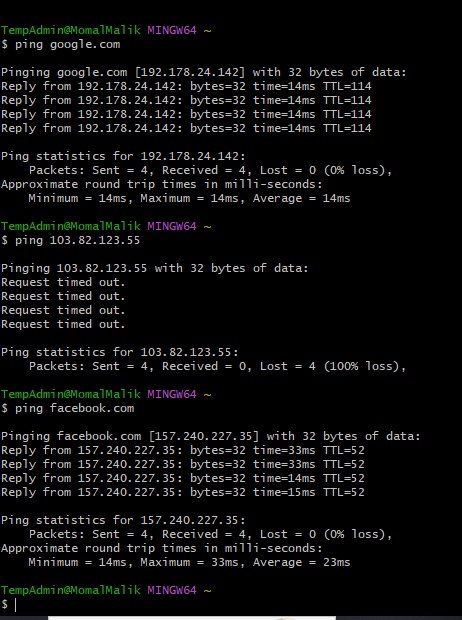 TempAdmin@MomalMalik MINGW64 ~
$ ping google.com
Pinging google.com [192.178.24.142] with 32 bytes of data:
Reply from 192.178.24.142: bytes=32 time=14ms TTL=114
Reply from 192.178.24.142: bytes=32 time=14ms TTL=114
Reply from 192.178.24.142: bytes=32 time=14ms TTL=114
Reply from 192.178.24.142: bytes=32 time=14ms TTL=114
Ping statistics for 192.178.24.142:
    Packets: Sent = 4, Received = 4, Lost = 0 (0% loss),
Approximate round trip times in milli-seconds:
    Minimum = 14ms, Maximum = 14ms, Average = 14ms
TempAdmin@MomalMalik MINGW64 ~
$ ping 103.82.123.55
Pinging 103.82.123.55 with 32 bytes of data:
Request timed out.
Request timed out.
Request timed out.
Request timed out.
Ping statistics for 103.82.123.55:
    Packets: Sent = 4, Received = 0, Lost = 4 (100% loss),
TempAdmin@MomalMalik MINGW64 ~
$ ping facebook.com
Pinging facebook.com [157.240.227.35] with 32 bytes of data:
Reply from 157.240.227.35: bytes=32 time=33ms TTL=52
Reply from 157.240.227.35: bytes=32 time=33ms TTL=52
Reply from 157.240.227.35: bytes=32 time=14ms TTL=52
Reply from 157.240.227.35: bytes=32 time=15ms TTL=52
Ping statistics for 157.240.227.35:
    Packets: Sent = 4, Received = 4, Lost = 0 (0% loss),
Approximate round trip times in milli-seconds:
    Minimum = 14ms, Maximum = 33ms, Average = 23ms
TempAdmin@MomalMalik MINGW64 ~
$